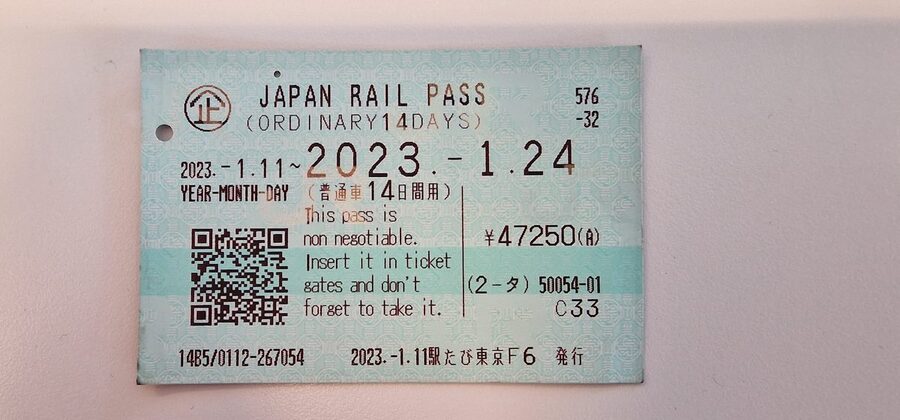 企 JAPAN RAIL PASS 576
(ORDINARY14DAYS) -32
2023.-1.11~2023.-1.24
YEAR-MONTH-DAY (普通車14日間用)
This pass is
non negotiable. ¥47250(A)
Insert it in ticket
gates and don't (2-タ) 50054-01
forget to take it. C33
14B5/0112-267054 2023.-1.11駅たび東京F6 発行